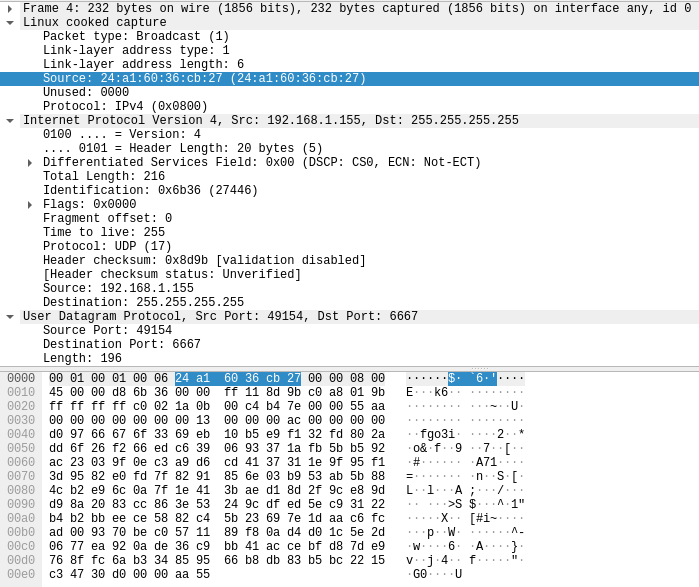 Frame 4: 232 bytes on wire (1856 bits), 232 bytes captured (1856 bits) on interface any, id 0
Linux cooked capture
Packet type: Broadcast (1)
Link-layer address type: 1
Link-layer address length: 6
Source: 24:a1:60:36:cb:27 (24:a1:60:36:cb:27)
Unused: 0000
Protocol: IPv4 (0x0800)
Internet Protocol Version 4, Src: 192.168.1.155, Dst: 255.255.255.255
0100 .... = Version: 4
.... 0101 = Header Length: 20 bytes (5)
Differentiated Services Field: 0x00 (DSCP: CS0, ECN: Not-ECT)
Total Length: 216
Identification: 0x6b36 (27446)
Flags: 0x0000
Fragment offset: 0
Time to live: 255
Protocol: UDP (17)
Header checksum: 0x8d9b [validation disabled]
[Header checksum status: Unverified]
Source: 192.168.1.155
Destination: 255.255.255.255
User Datagram Protocol, Src Port: 49154, Dst Port: 6667
Source Port: 49154
Destination Port: 6667
Length: 196
0000 00 01 00 01 00 06 24 a1 60 36 cb 27 00 00 08 00 ······$· `6·'····
0010 45 00 00 d8 6b 36 00 00 ff 11 8d 9b c0 a8 01 9b E···k6·· ········
0020 ff ff ff ff c0 02 1a 0b 00 c4 b4 7e 00 00 55 aa ········ ···~··U·
0030 00 00 00 00 00 00 00 13 00 00 00 ac 00 00 00 00 ········ ········
0040 d0 97 66 67 6f 33 69 eb 10 b5 e9 f1 32 fd 80 2a ··fgo3i· ····2··*
0050 dd 6f 26 f2 66 ed c6 39 06 93 37 1a fb 5b b5 92 ·o&·f··9 ··7··[··
0060 ac 23 03 9f 0e c3 a9 d6 cd 41 37 31 1e 9f 95 f1 ·#······ ·A71····
0070 3d 95 82 e0 fd 7f 82 91 85 6e 03 b9 53 ab 5b 88 =······· ·n··S·[·
0080 4c b2 e9 6c 0a 7f 1e 41 3b ae d1 8d 2f 9c e8 9d L··l···A ;···/···
0090 d9 8a 20 83 cc 86 3e 53 24 9c df ed 5e c9 31 22 ·· ···>S $···^·1"
00a0 b4 b2 bb ee ce 58 82 c4 5b 23 69 7e 1d aa c6 fc ·····X·· [#i~····
00b0 ad 00 93 70 be c0 57 11 89 f8 0a d4 d0 1c 5e 2d ···p··W· ······^-
00c0 06 77 ea 92 0a de 36 c9 bb 41 ac ce bf d8 7d e9 ·w····6· ·A····}·
00d0 76 8f fc 6a b3 34 85 95 66 b8 db 83 b5 bc 22 15 v··j·4·· f·····"·
00e0 c3 47 30 d0 00 00 aa 55 ·G0····U